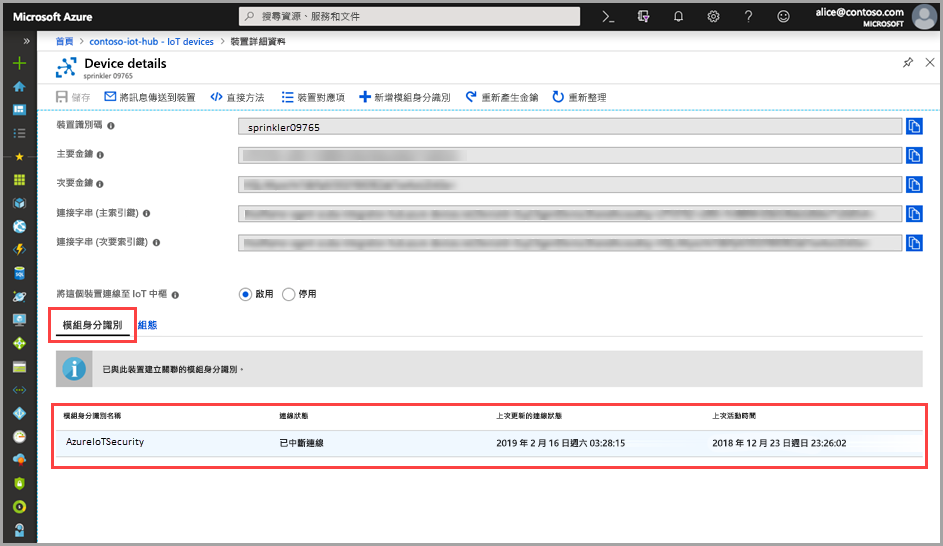 Microsoft Azure
搜尋資源、服務和文件
alice@contoso.com
MICROSOFT
首頁 > contoso-iot-hub - IoT devices > 裝置詳細資料
Device details
sprinkler 09765
儲存 將訊息傳送到裝置 直接方法 裝置對應項 新增模組身分識別 重新產生金鑰 重新整理
裝置識別碼 sprinkler09765
主要金鑰
次要金鑰
連接字串 (主索引鍵)
連接字串 (次要索引鍵)
將這個裝置連線至 IoT 中樞 啟用 停用
模組身分識別 組態
已與此裝置建立關聯的模組身分識別。
模組身分識別名稱 連線狀態 上次更新的連線狀態 上次活動時間
AzureIoTSecurity 已中斷連線 2019 年 2 月 16 日週六 03:28:15 2018 年 12 月 23 日週日 23:26:02